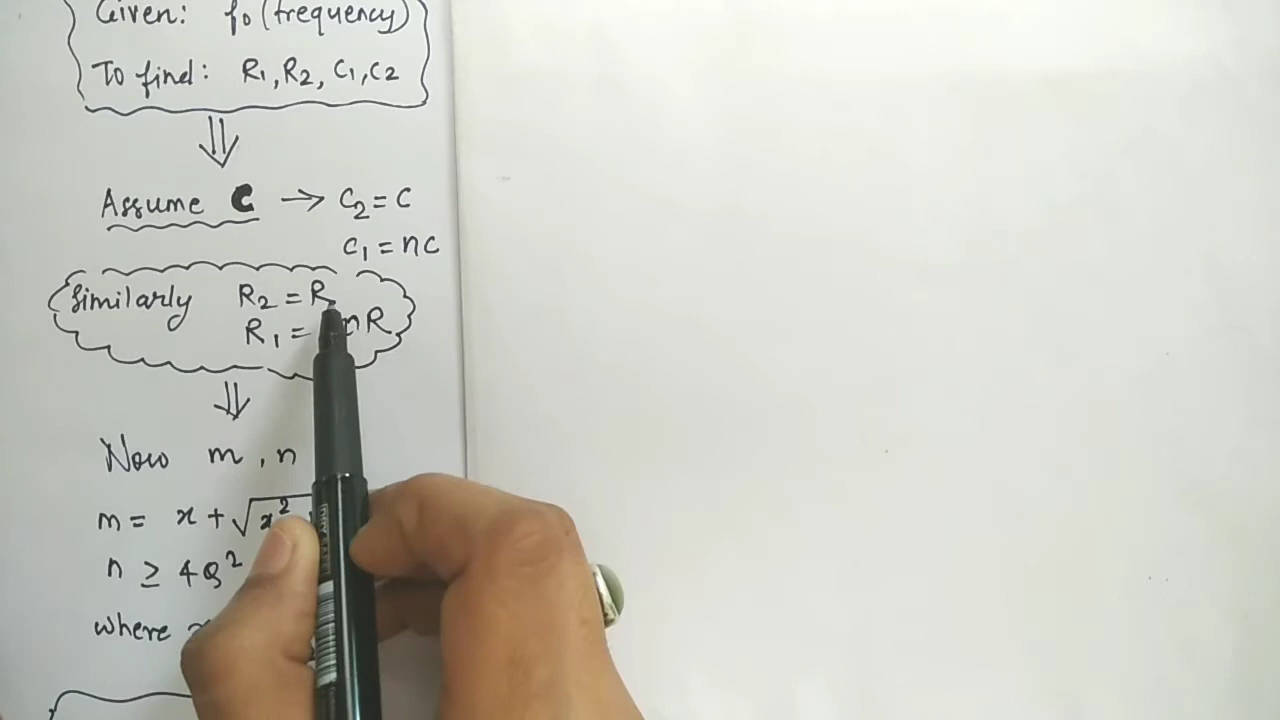 Given: f0 (frequency)
To find: R1, R2, C1, C2
Assume C → C2 = C
C1 = nC
Similarly R2 = R
R1 =
Now m, n
m = x + √x²
n ≥ 4Q²
where